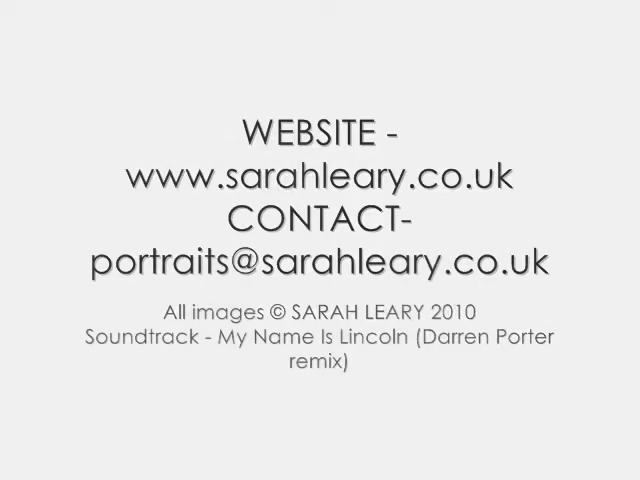 WEBSITE -
www.sarahleary.co.uk
CONTACT-
portraits@sarahleary.co.uk
All images © SARAH LEARY 2010
Soundtrack - My Name Is Lincoln (Darren Porter
remix)